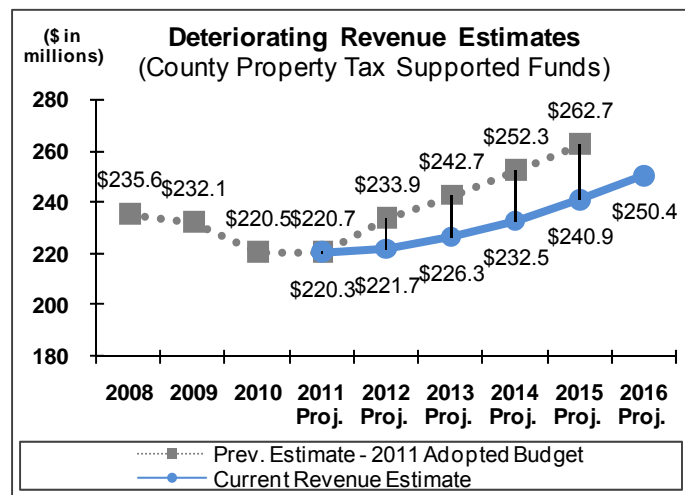 ($ in
millions)
Deteriorating Revenue Estimates
(County Property Tax Supported Funds)
280
260
240
220
200
180
$235.6
$232.1
$220.5
$220.7
$233.9
$242.7
$252.3
$262.7
$220.3
$221.7
$226.3
$232.5
$240.9
$250.4
2008 2009 2010 2011 2012 2013 2014 2015 2016
Proj. Proj. Proj. Proj. Proj. Proj.
Prev. Estimate - 2011 Adopted Budget
Current Revenue Estimate